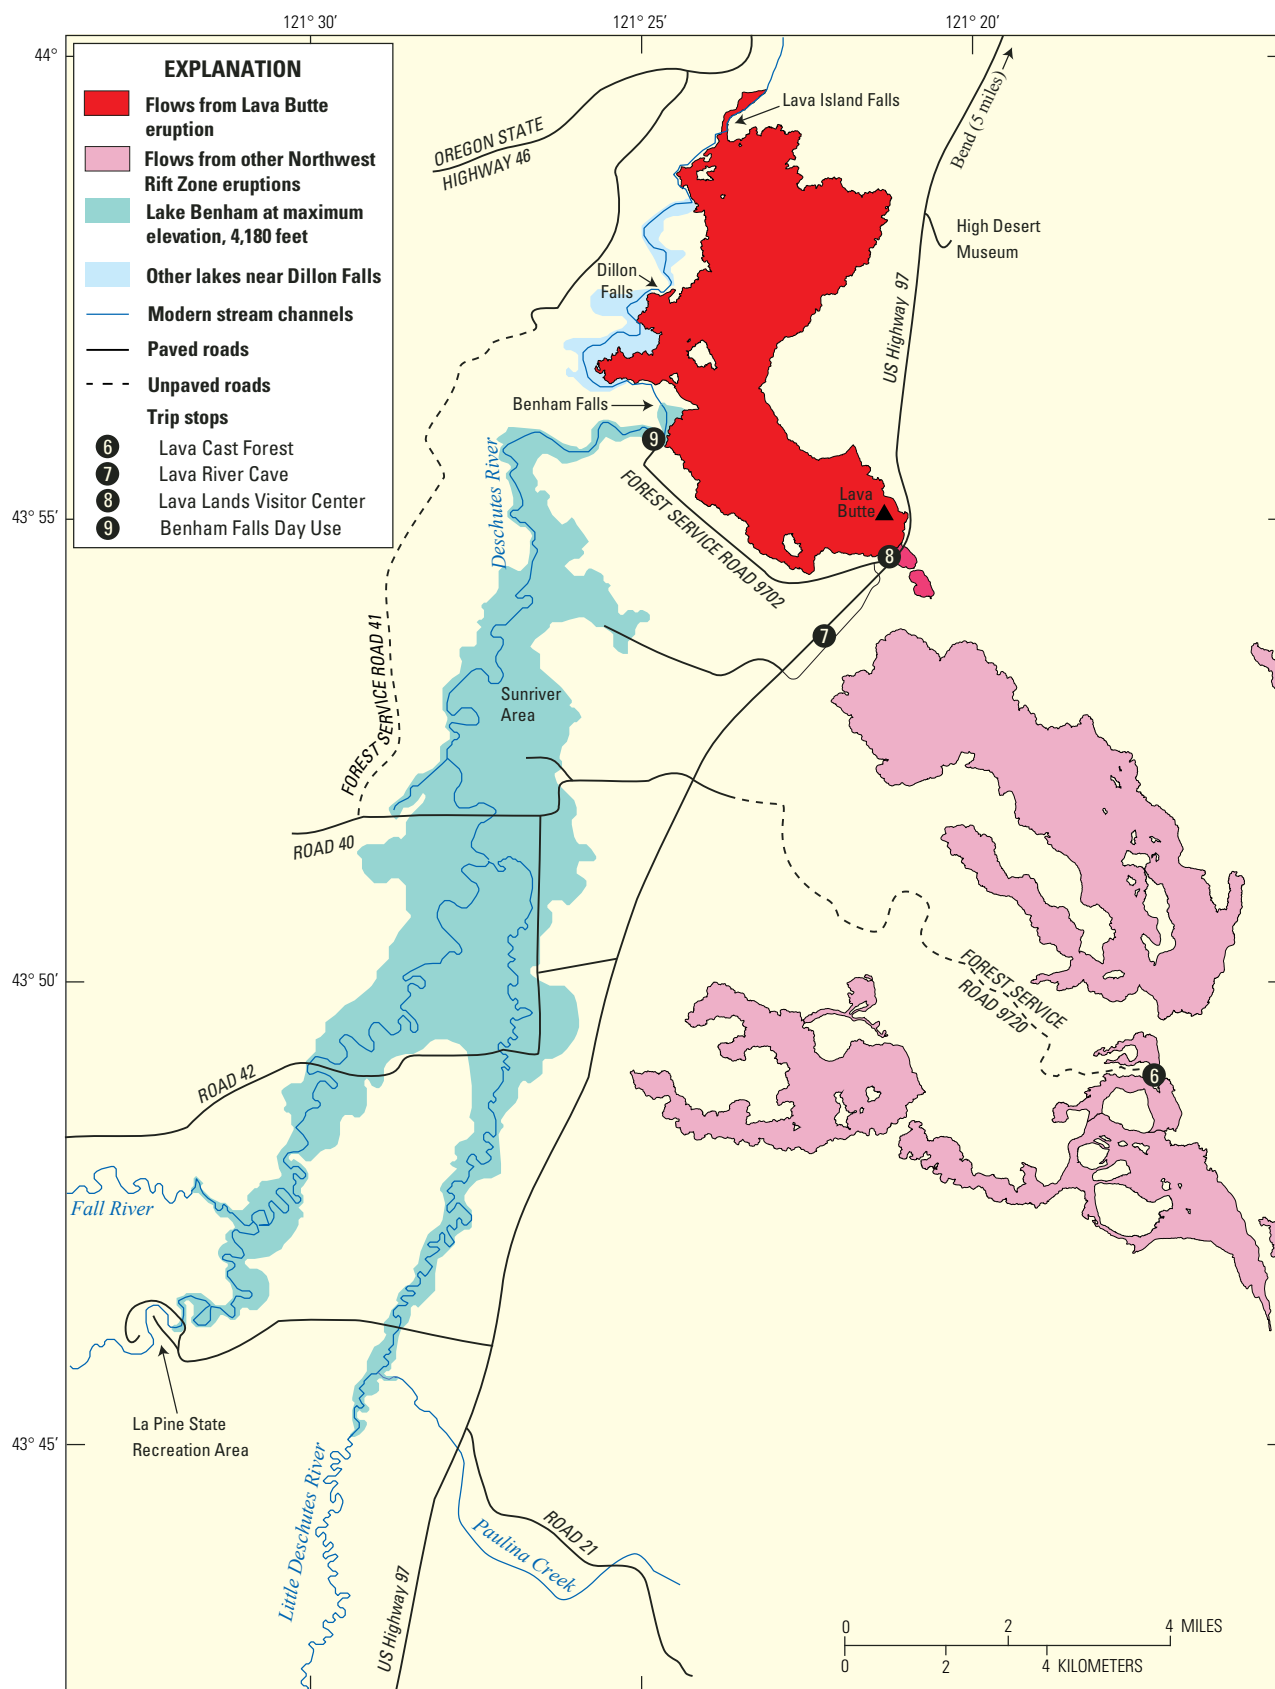 121° 30′
121° 25′
121° 20′
44°
43° 55′
43° 50′
43° 45′
EXPLANATION
Flows from Lava Butte
eruption
Flows from other Northwest
Rift Zone eruptions
Lake Benham at maximum
elevation, 4,180 feet
Other lakes near Dillon Falls
Modern stream channels
Paved roads
Unpaved roads
Trip stops
6 Lava Cast Forest
7 Lava River Cave
8 Lava Lands Visitor Center
9 Benham Falls Day Use
OREGON STATE
HIGHWAY 46
Lava Island Falls
Bend (5 miles)
High Desert
Museum
US Highway 97
Dillon
Falls
Benham Falls
9
Deschutes River
FOREST SERVICE ROAD 9702
Lava
Butte
8
7
FOREST SERVICE ROAD 41
Sunriver
Area
ROAD 40
FOREST SERVICE
ROAD 9720
6
ROAD 42
Fall River
La Pine State
Recreation Area
Little Deschutes River
Paulina Creek
ROAD 21
US Highway 97
0 2 4 MILES
0 2 4 KILOMETERS